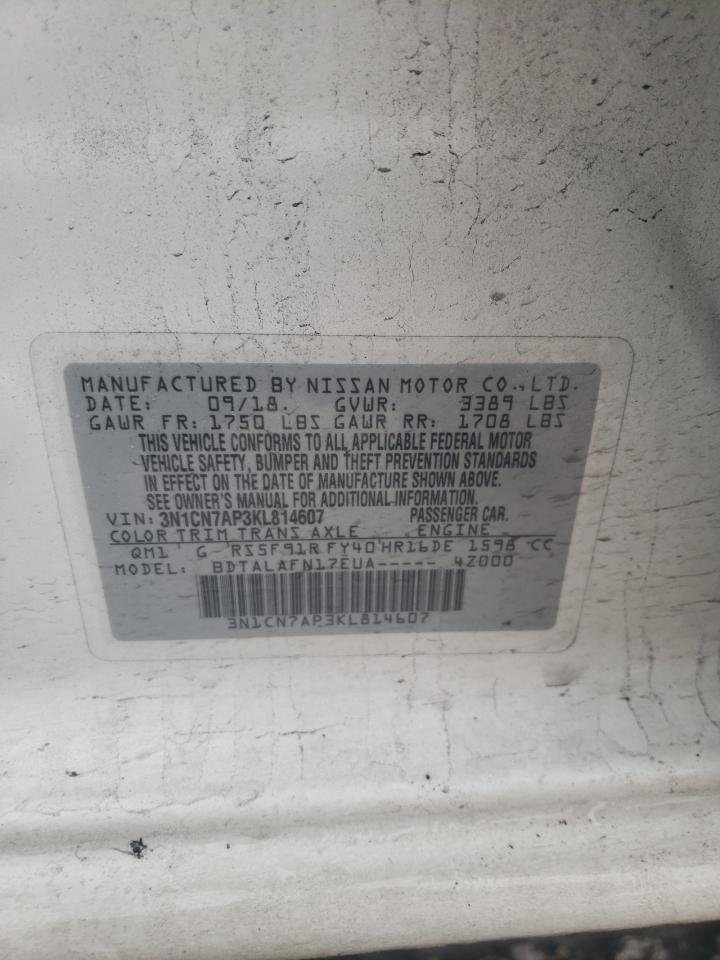 MANUFACTURED BY NISSAN MOTOR CO.,LTD.
DATE: 09/18. GVWR: 3389 LBS
GAWR FR: 1750 LBS GAWR RR: 1708 LBS
THIS VEHICLE CONFORMS TO ALL APPLICABLE FEDERAL MOTOR
VEHICLE SAFETY, BUMPER AND THEFT PREVENTION STANDARDS
IN EFFECT ON THE DATE OF MANUFACTURE SHOWN ABOVE.
SEE OWNER'S MANUAL FOR ADDITIONAL INFORMATION.
VIN: 3N1CN7AP3KL814607 PASSENGER CAR.
COLOR TRIM TRANS AXLE ENGINE
QM1 G RS5F91R FY40 HR16DE 1598 CC
MODEL: BDTALAFN17EUA----- 4Z000
3N1CN7AP3KL814607